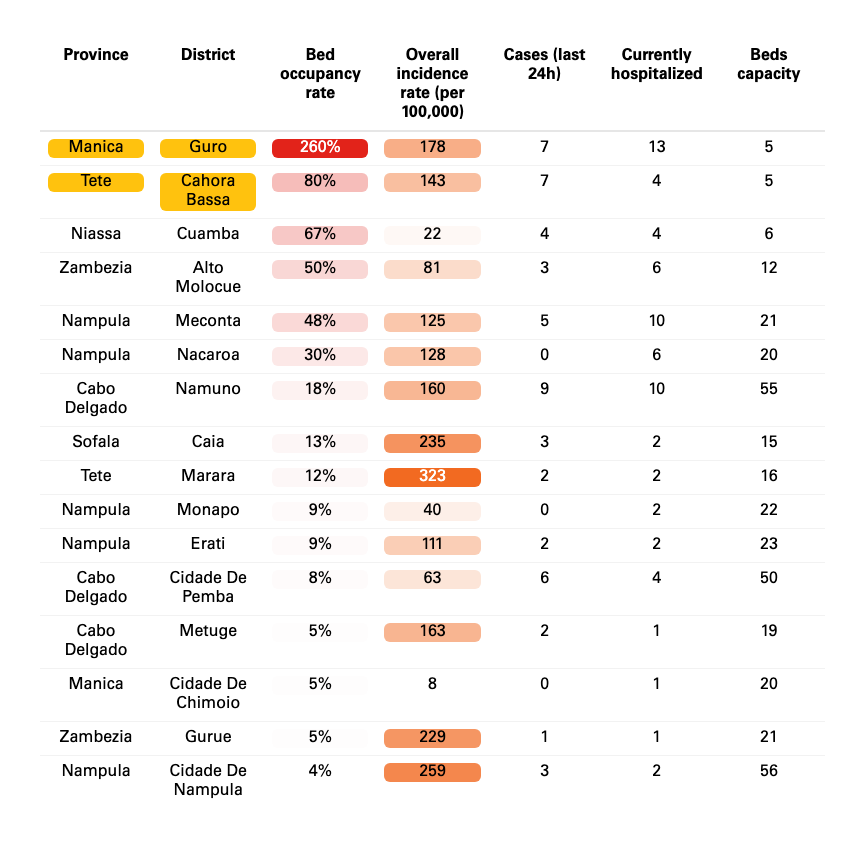 Province District Bed occupancy rate Overall incidence rate (per 100,000) Cases (last 24h) Currently hospitalized Beds capacity
Manica Guro 260% 178 7 13 5
Tete Cahora Bassa 80% 143 7 4 5
Niassa Cuamba 67% 22 4 4 6
Zambezia Alto Molocue 50% 81 3 6 12
Nampula Meconta 48% 125 5 10 21
Nampula Nacaroa 30% 128 0 6 20
Cabo Delgado Namuno 18% 160 9 10 55
Sofala Caia 13% 235 3 2 15
Tete Marara 12% 323 2 2 16
Nampula Monapo 9% 40 0 2 22
Nampula Erati 9% 111 2 2 23
Cabo Delgado Cidade De Pemba 8% 63 6 4 50
Cabo Delgado Metuge 5% 163 2 1 19
Manica Cidade De Chimoio 5% 8 0 1 20
Zambezia Gurue 5% 229 1 1 21
Nampula Cidade De Nampula 4% 259 3 2 56